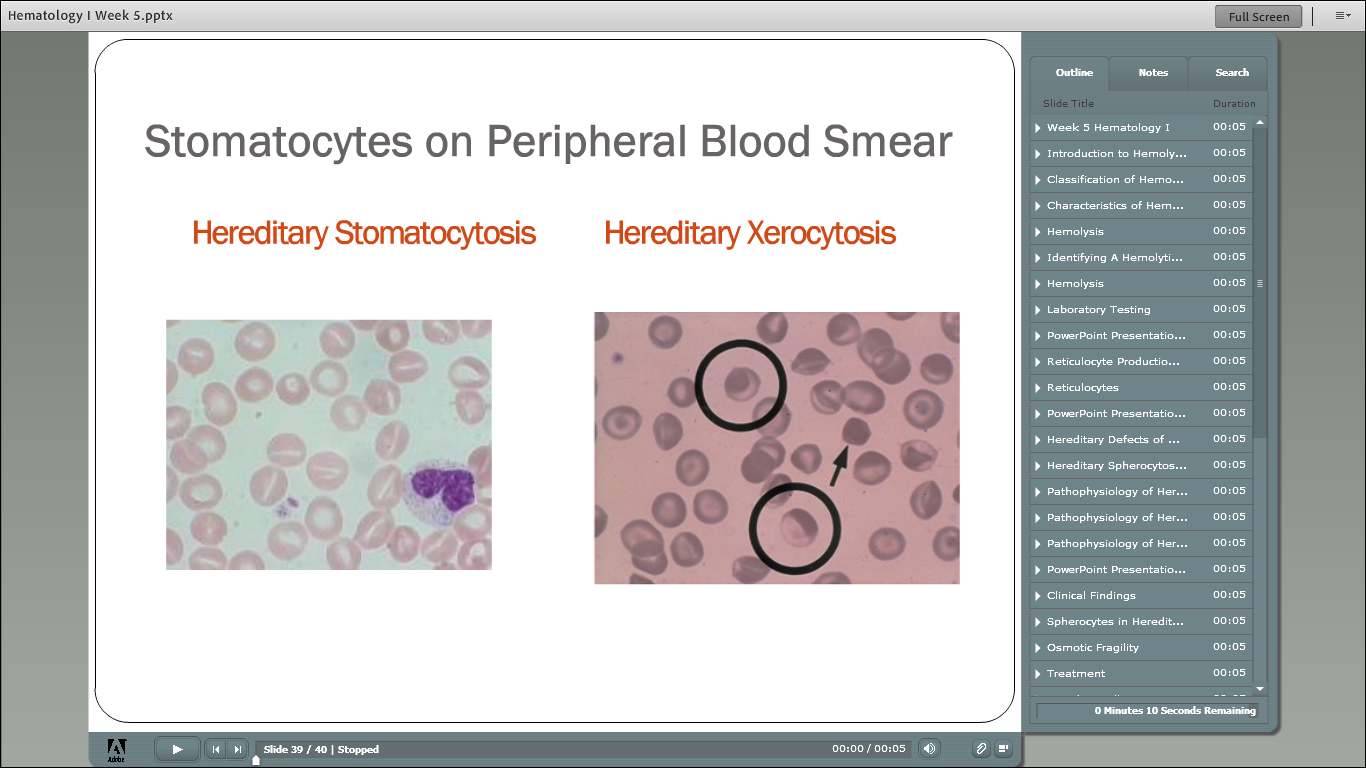 Hematology I Week 5.pptx
Full Screen
Stomatocytes on Peripheral Blood Smear
Hereditary Stomatocytosis
Hereditary Xerocytosis
Outline
Notes
Search
Slide Title Duration
Week 5 Hematology I 00:05
Introduction to Hemoly... 00:05
Classification of Hemo... 00:05
Characteristics of Hem... 00:05
Hemolysis 00:05
Identifying A Hemolyti... 00:05
Hemolysis 00:05
Laboratory Testing 00:05
PowerPoint Presentatio... 00:05
Reticulocyte Productio... 00:05
Reticulocytes 00:05
PowerPoint Presentatio... 00:05
Hereditary Defects of ... 00:05
Hereditary Spherocytos... 00:05
Pathophysiology of Her... 00:05
Pathophysiology of Her... 00:05
Pathophysiology of Her... 00:05
PowerPoint Presentatio... 00:05
Clinical Findings 00:05
Spherocytes in Heredit... 00:05
Osmotic Fragility 00:05
Treatment 00:05
0 Minutes 10 Seconds Remaining
Adobe
Slide 39 / 40 | Stopped
00:00 / 00:05